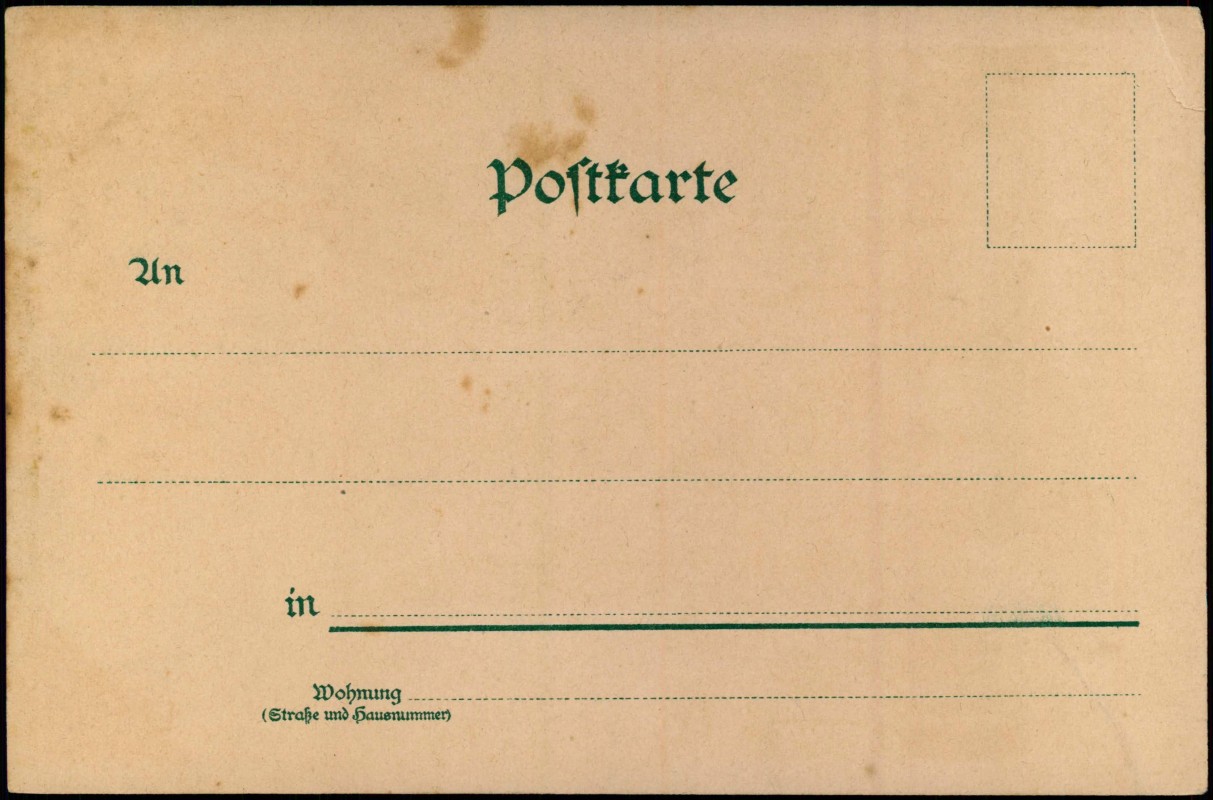 Poſtkarte
An
in
Wohnung
(Straße und Hausnummer)